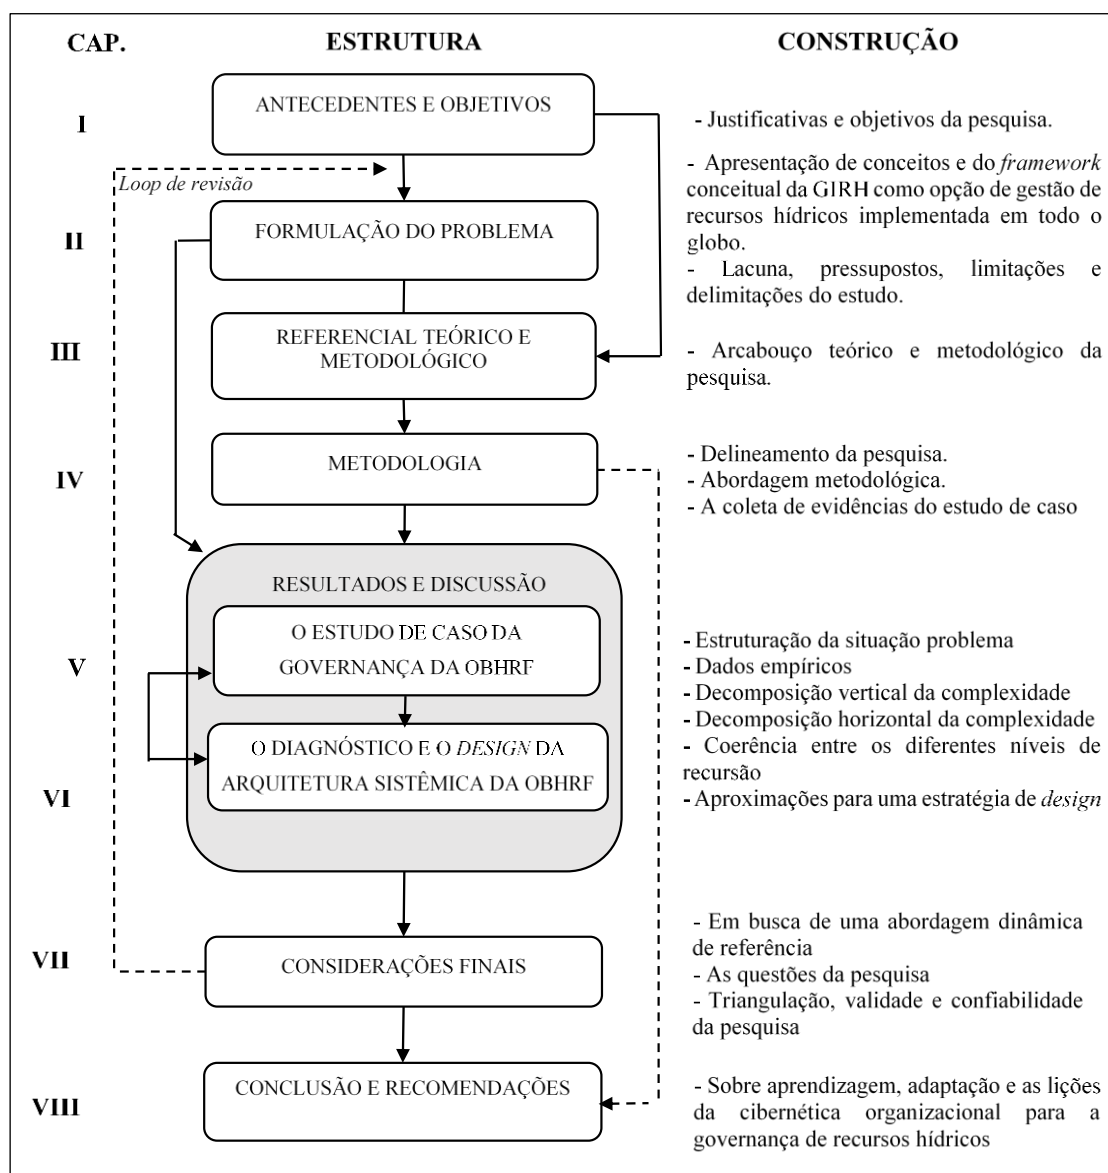 CAP. ESTRUTURA CONSTRUÇÃO
I
ANTECEDENTES E OBJETIVOS
- Justificativas e objetivos da pesquisa.
Loop de revisão
II
FORMULAÇÃO DO PROBLEMA
- Apresentação de conceitos e do framework
conceitual da GIRH como opção de gestão de
recursos hídricos implementada em todo o
globo.
- Lacuna, pressupostos, limitações e
delimitações do estudo.
III
REFERENCIAL TEÓRICO E
METODOLÓGICO
- Arcabouço teórico e metodológico da
pesquisa.
IV
METODOLOGIA
- Delineamento da pesquisa.
- Abordagem metodológica.
- A coleta de evidências do estudo de caso
RESULTADOS E DISCUSSÃO
V
O ESTUDO DE CASO DA
GOVERNANÇA DA OBHRF
VI
O DIAGNÓSTICO E O DESIGN DA
ARQUITETURA SISTÊMICA DA OBHRF
- Estruturação da situação problema
- Dados empíricos
- Decomposição vertical da complexidade
- Decomposição horizontal da complexidade
- Coerência entre os diferentes níveis de
recursão
- Aproximações para uma estratégia de design
VII
CONSIDERAÇÕES FINAIS
- Em busca de uma abordagem dinâmica
de referência
- As questões da pesquisa
- Triangulação, validade e confiabilidade
da pesquisa
VIII
CONCLUSÃO E RECOMENDAÇÕES
- Sobre aprendizagem, adaptação e as lições
da cibernética organizacional para a
governança de recursos hídricos